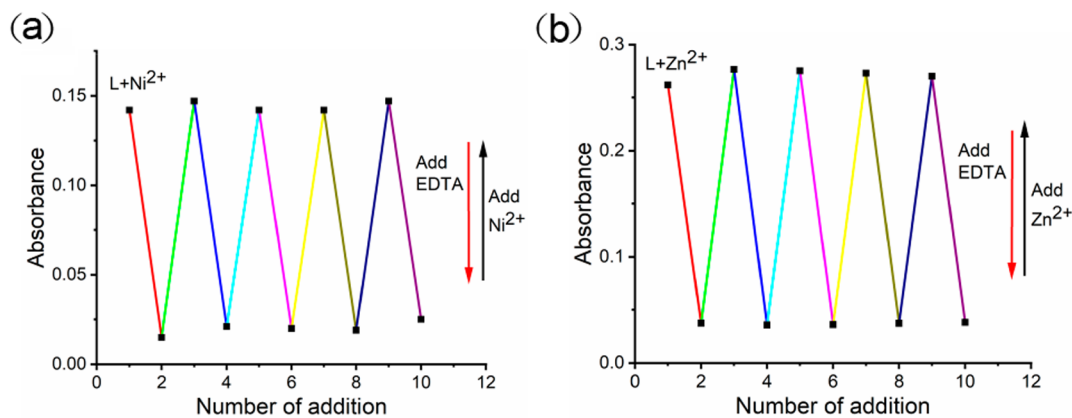 (a)
L+Ni²⁺
Absorbance
0.15
0.10
0.05
0.00
Add
EDTA
Add
Ni²⁺
0 2 4 6 8 10 12
Number of addition
(b)
L+Zn²⁺
Absorbance
0.3
0.2
0.1
0.0
Add
EDTA
Add
Zn²⁺
0 2 4 6 8 10 12
Number of addition